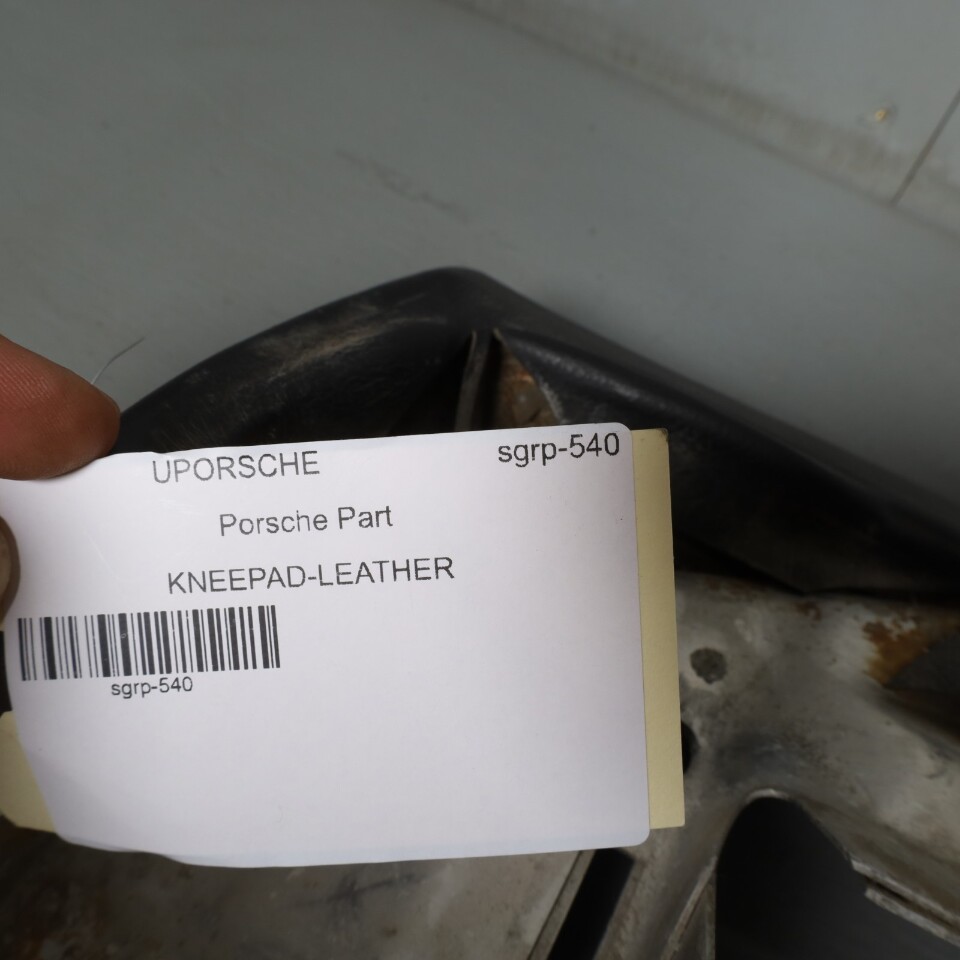 UPORSCHE sgrp-540
Porsche Part
KNEEPAD-LEATHER
sgrp-540